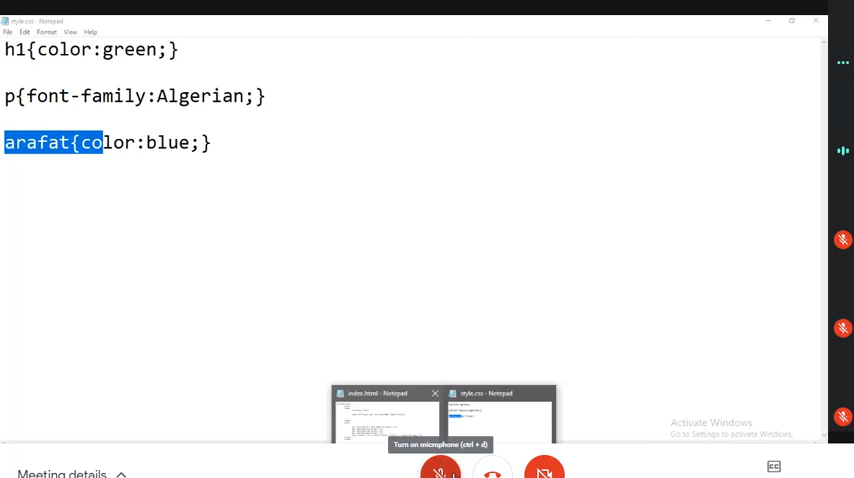 style.css - Notepad
File Edit Format View Help
h1{color:green;}
p{font-family:Algerian;}
arafat{color:blue;}
index.html - Notepad
style.css - Notepad
Turn on microphone (ctrl + d)
Activate Windows
Go to Settings to activate Windows.
Meeting details
CC